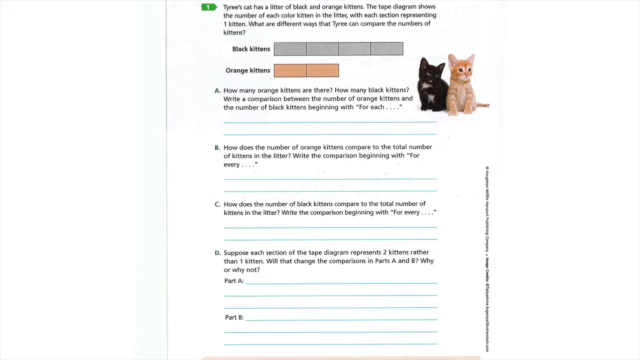 1 Tyree's cat has a litter of black and orange kittens. The tape diagram shows
the number of each color kitten in the litter, with each section representing
1 kitten. What are different ways that Tyree can compare the numbers of
kittens?
Black kittens
Orange kittens
A. How many orange kittens are there? How many black kittens?
Write a comparison between the number of orange kittens and
the number of black kittens beginning with "For each . . . ."
B. How does the number of orange kittens compare to the total number
of kittens in the litter? Write the comparison beginning with "For
every . . . ."
C. How does the number of black kittens compare to the total number of
kittens in the litter? Write the comparison beginning with "For every . . . ."
D. Suppose each section of the tape diagram represents 2 kittens rather
than 1 kitten. Will that change the comparisons in Parts A and B? Why
or why not?
Part A:
Part B:
© Houghton Mifflin Harcourt Publishing Company